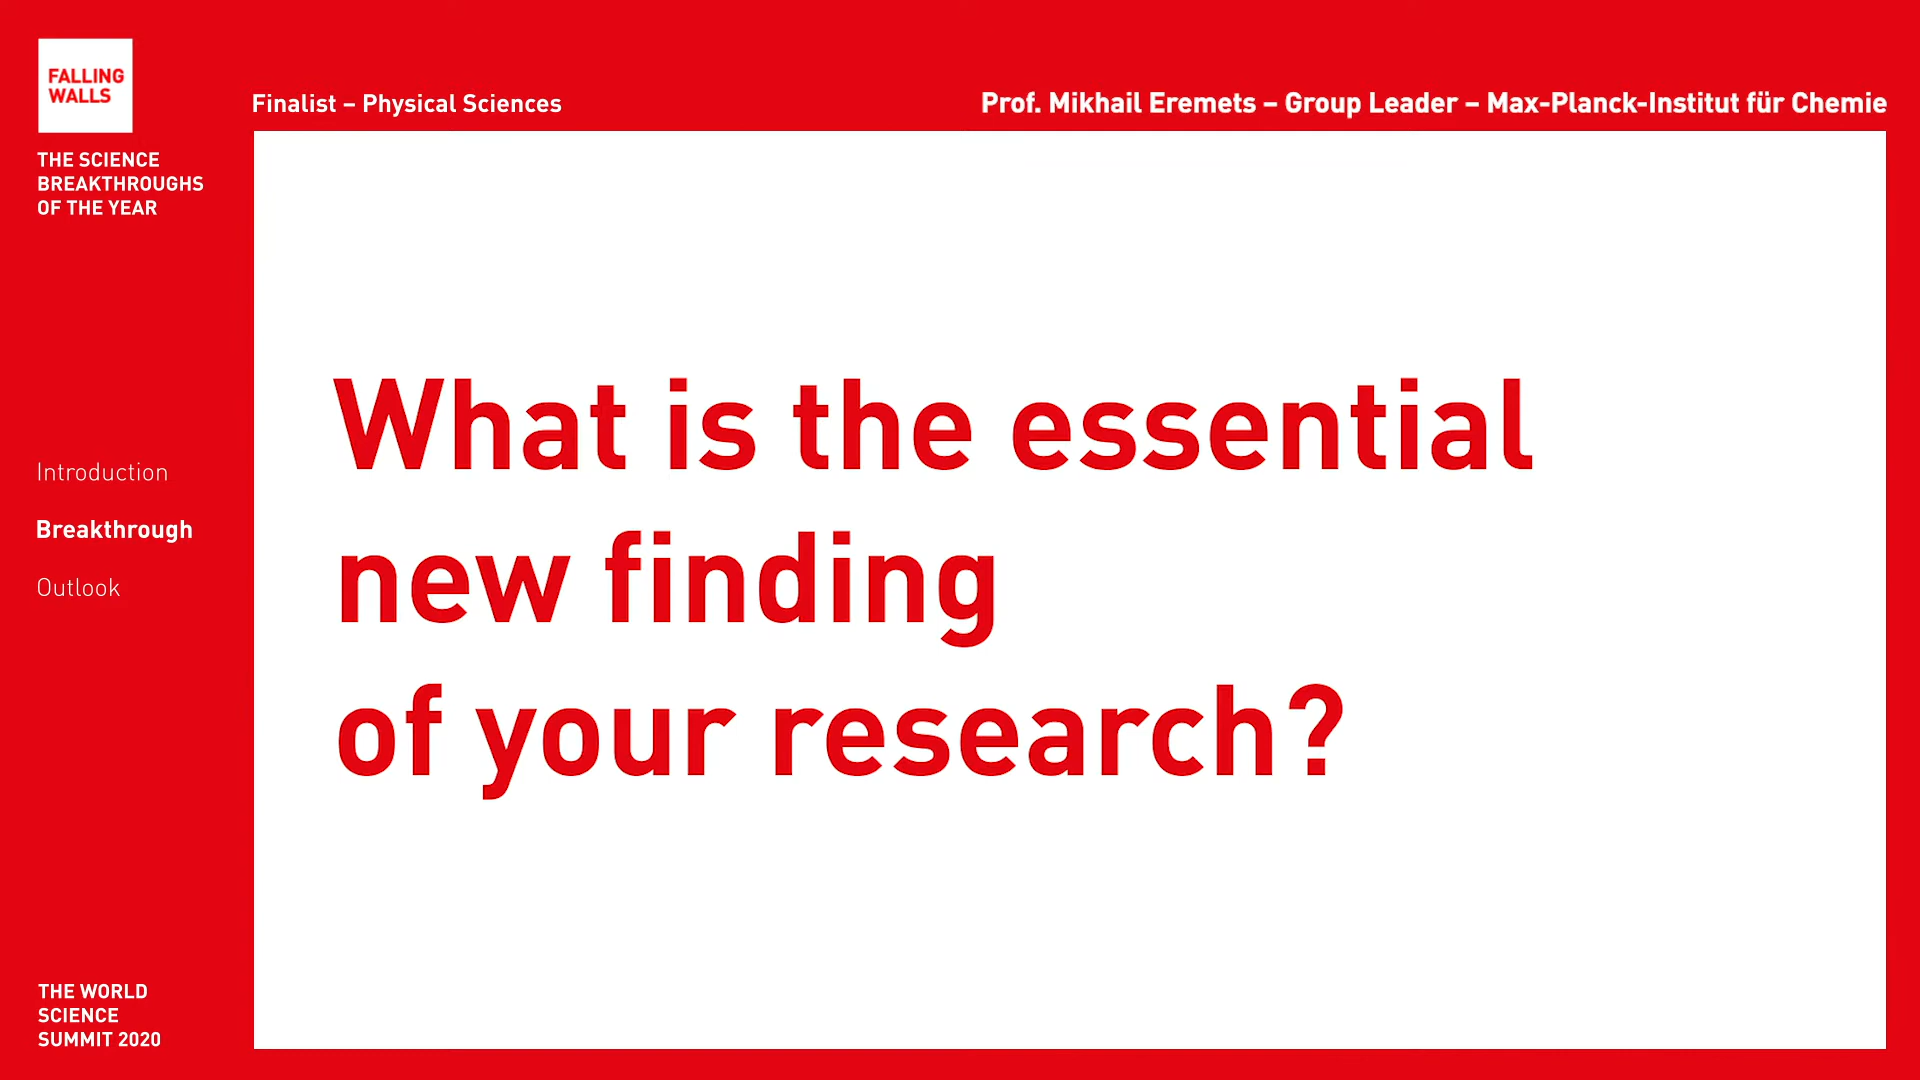 FALLING
WALLS
THE SCIENCE
BREAKTHROUGHS
OF THE YEAR
Finalist – Physical Sciences
Prof. Mikhail Eremets – Group Leader – Max-Planck-Institut für Chemie
Introduction
Breakthrough
Outlook
What is the essential
new finding
of your research?
THE WORLD
SCIENCE
SUMMIT 2020